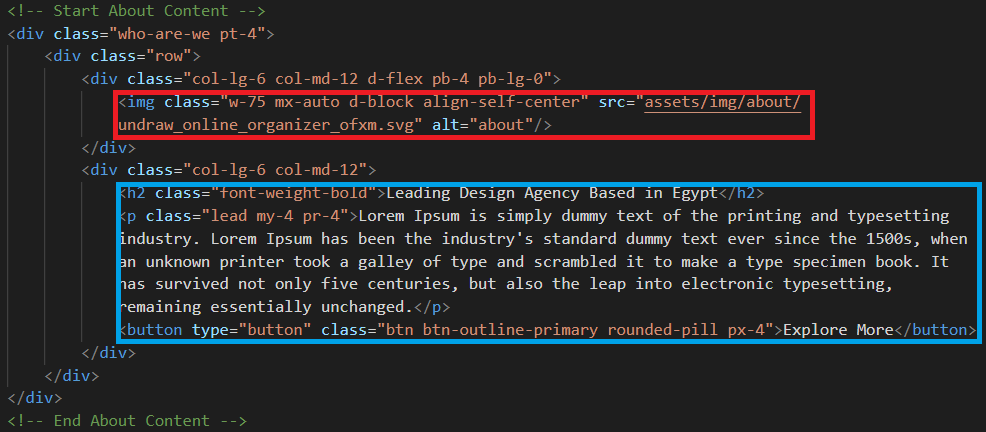 <!-- Start About Content -->
<div class="who-are-we pt-4">
<div class="row">
<div class="col-lg-6 col-md-12 d-flex pb-4 pb-lg-0">
<img class="w-75 mx-auto d-block align-self-center" src="assets/img/about/
undraw_online_organizer_ofxm.svg" alt="about"/>
</div>
<div class="col-lg-6 col-md-12">
<h2 class="font-weight-bold">Leading Design Agency Based in Egypt</h2>
<p class="lead my-4 pr-4">Lorem Ipsum is simply dummy text of the printing and typesetting
industry. Lorem Ipsum has been the industry's standard dummy text ever since the 1500s, when
an unknown printer took a galley of type and scrambled it to make a type specimen book. It
has survived not only five centuries, but also the leap into electronic typesetting,
remaining essentially unchanged.</p>
<button type="button" class="btn btn-outline-primary rounded-pill px-4">Explore More</button>
</div>
</div>
</div>
<!-- End About Content -->